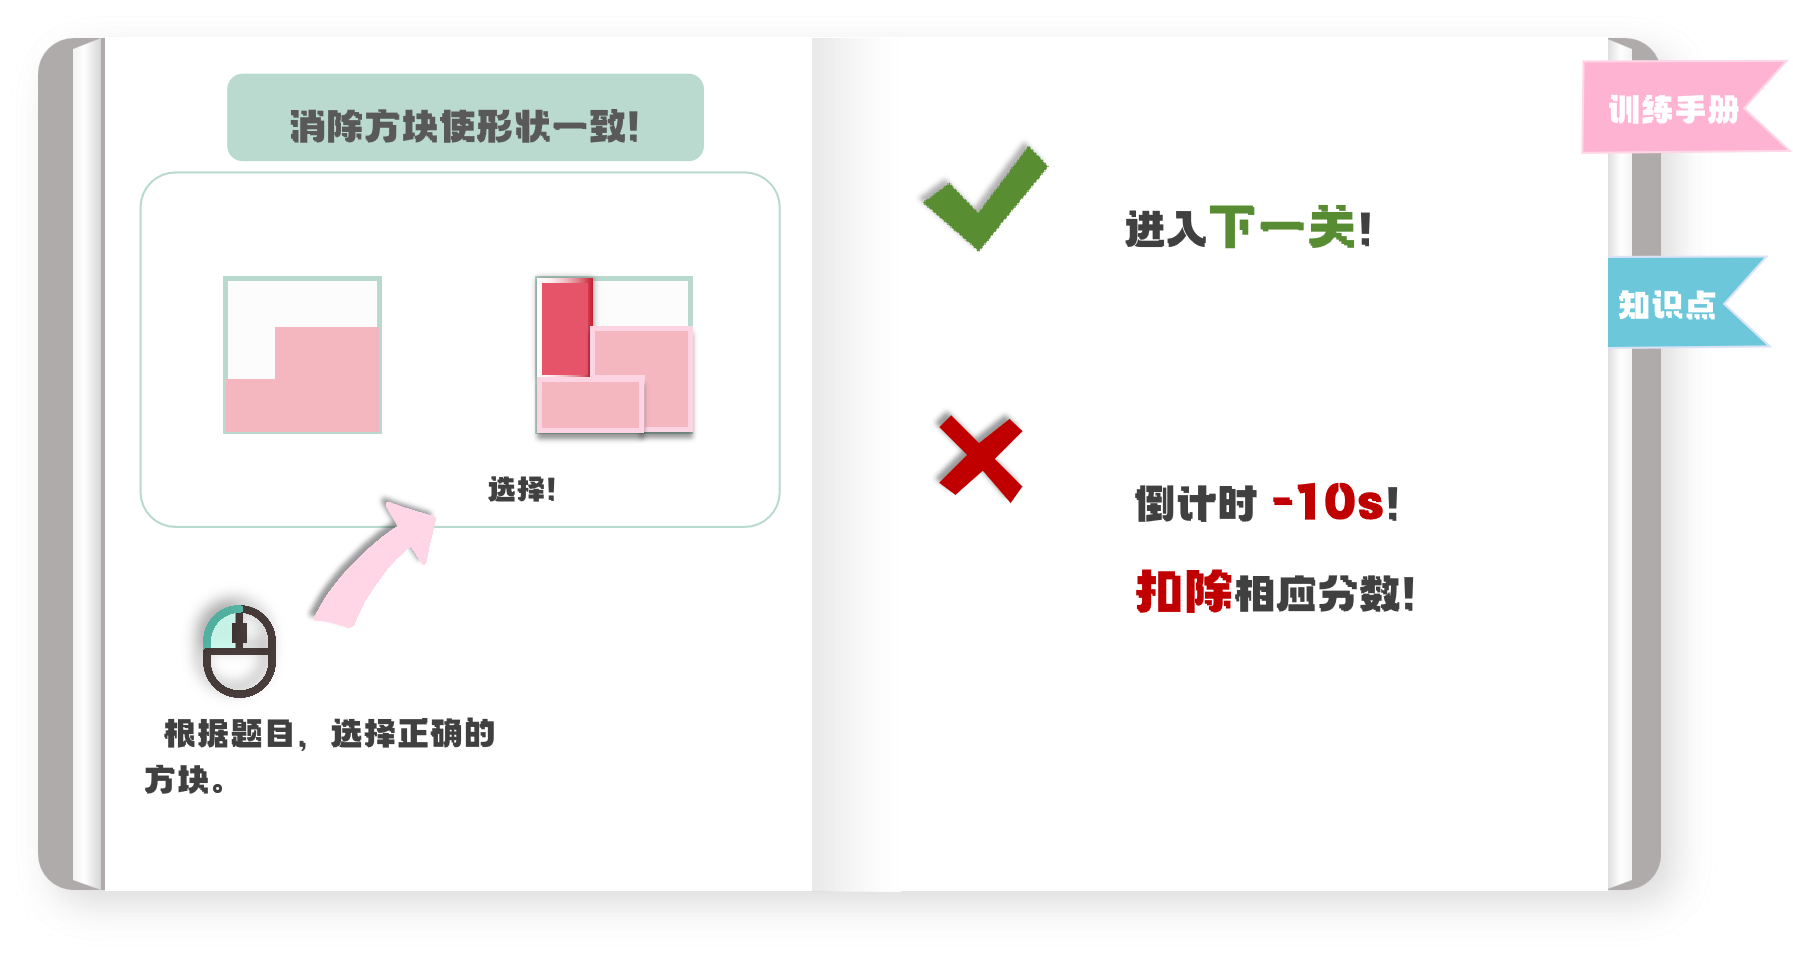 消除方块使形状一致!
选择!
根据题目，选择正确的
方块。
进入下一关!
倒计时 -10s!
扣除相应分数!
训练手册
知识点